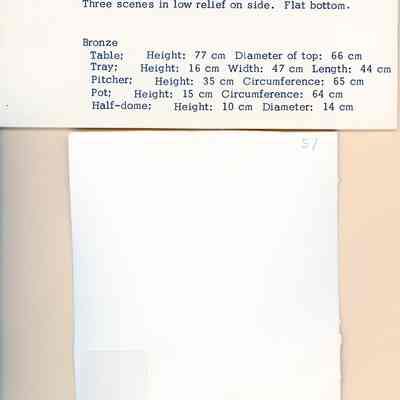 Three scenes in low relief on side. Flat bottom.
Bronze
Table; Height: 77 cm Diameter of top: 66 cm
Tray; Height: 16 cm Width: 47 cm Length: 44 cm
Pitcher; Height: 35 cm Circumference: 65 cm
Pot; Height: 15 cm Circumference: 64 cm
Half-dome; Height: 10 cm Diameter: 14 cm